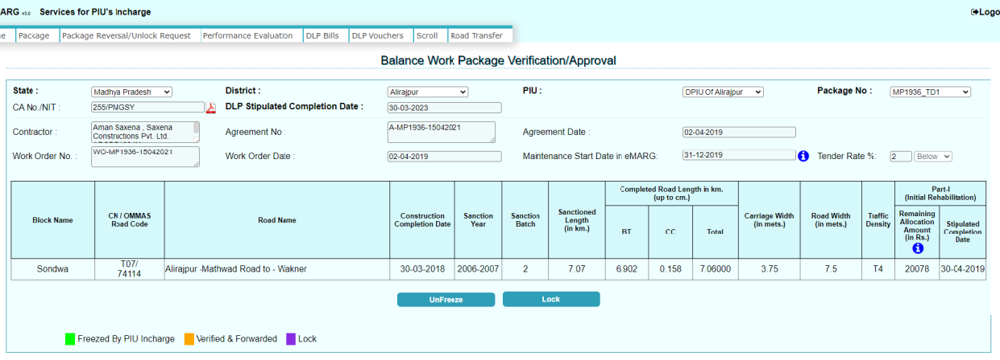 ARG v3.0 Services for PIU's Incharge
Logo
e Package Package Reversal/Unlock Request Performance Evaluation DLP Bills DLP Vouchers Scroll Road Transfer
Balance Work Package Verification/Approval
State : Madhya Pradesh District : Alirajpur PIU : DPIU Of Alirajpur Package No : MP1936_TD1
CA No./NIT : 255/PMGSY DLP Stipulated Completion Date : 30-03-2023
Contractor : Aman Saxena , Saxena Constructions Pvt. Ltd. Agreement No : A-MP1936-15042021 Agreement Date : 02-04-2019
Work Order No. : WO-MP1936-15042021 Work Order Date : 02-04-2019 Maintenance Start Date in eMARG: 31-12-2019 Tender Rate %: 2 Below
Block Name
CN / OMMAS Road Code
Road Name
Construction Completion Date
Sanction Year
Sanction Batch
Sanctioned Length (in km.)
Completed Road Length in km. (up to cm.)
BT
CC
Total
Carriage Width (in mets.)
Road Width (in mets.)
Traffic Density
Part-I (Initial Rehabilitation)
Remaining Allocation Amount (in Rs.)
Stipulated Completion Date
Sondwa T07/ 74114 Alirajpur -Mathwad Road to - Wakner 30-03-2018 2006-2007 2 7.07 6.902 0.158 7.06000 3.75 7.5 T4 20078 30-04-2019
UnFreeze Lock
Freezed By PIU Incharge Verified & Forwarded Lock